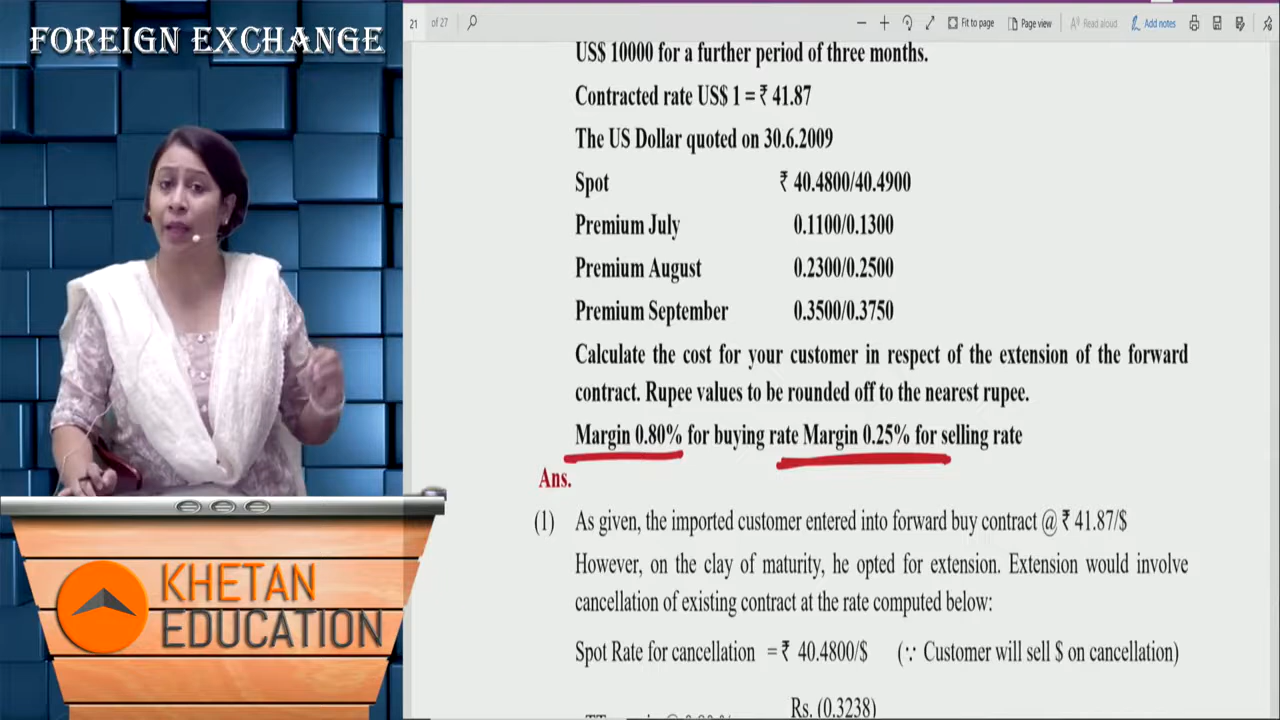 FOREIGN EXCHANGE
21 of 27
Fit to page
Page view
Read aloud
Add notes
US$ 10000 for a further period of three months.
Contracted rate US$ 1 = ₹ 41.87
The US Dollar quoted on 30.6.2009
Spot ₹ 40.4800/40.4900
Premium July 0.1100/0.1300
Premium August 0.2300/0.2500
Premium September 0.3500/0.3750
Calculate the cost for your customer in respect of the extension of the forward
contract. Rupee values to be rounded off to the nearest rupee.
Margin 0.80% for buying rate Margin 0.25% for selling rate
Ans.
(1) As given, the imported customer entered into forward buy contract @ ₹ 41.87/$
However, on the clay of maturity, he opted for extension. Extension would involve
cancellation of existing contract at the rate computed below:
Spot Rate for cancellation = ₹ 40.4800/$ (∵ Customer will sell $ on cancellation)
Rs. (0.3238)
KHETAN
EDUCATION